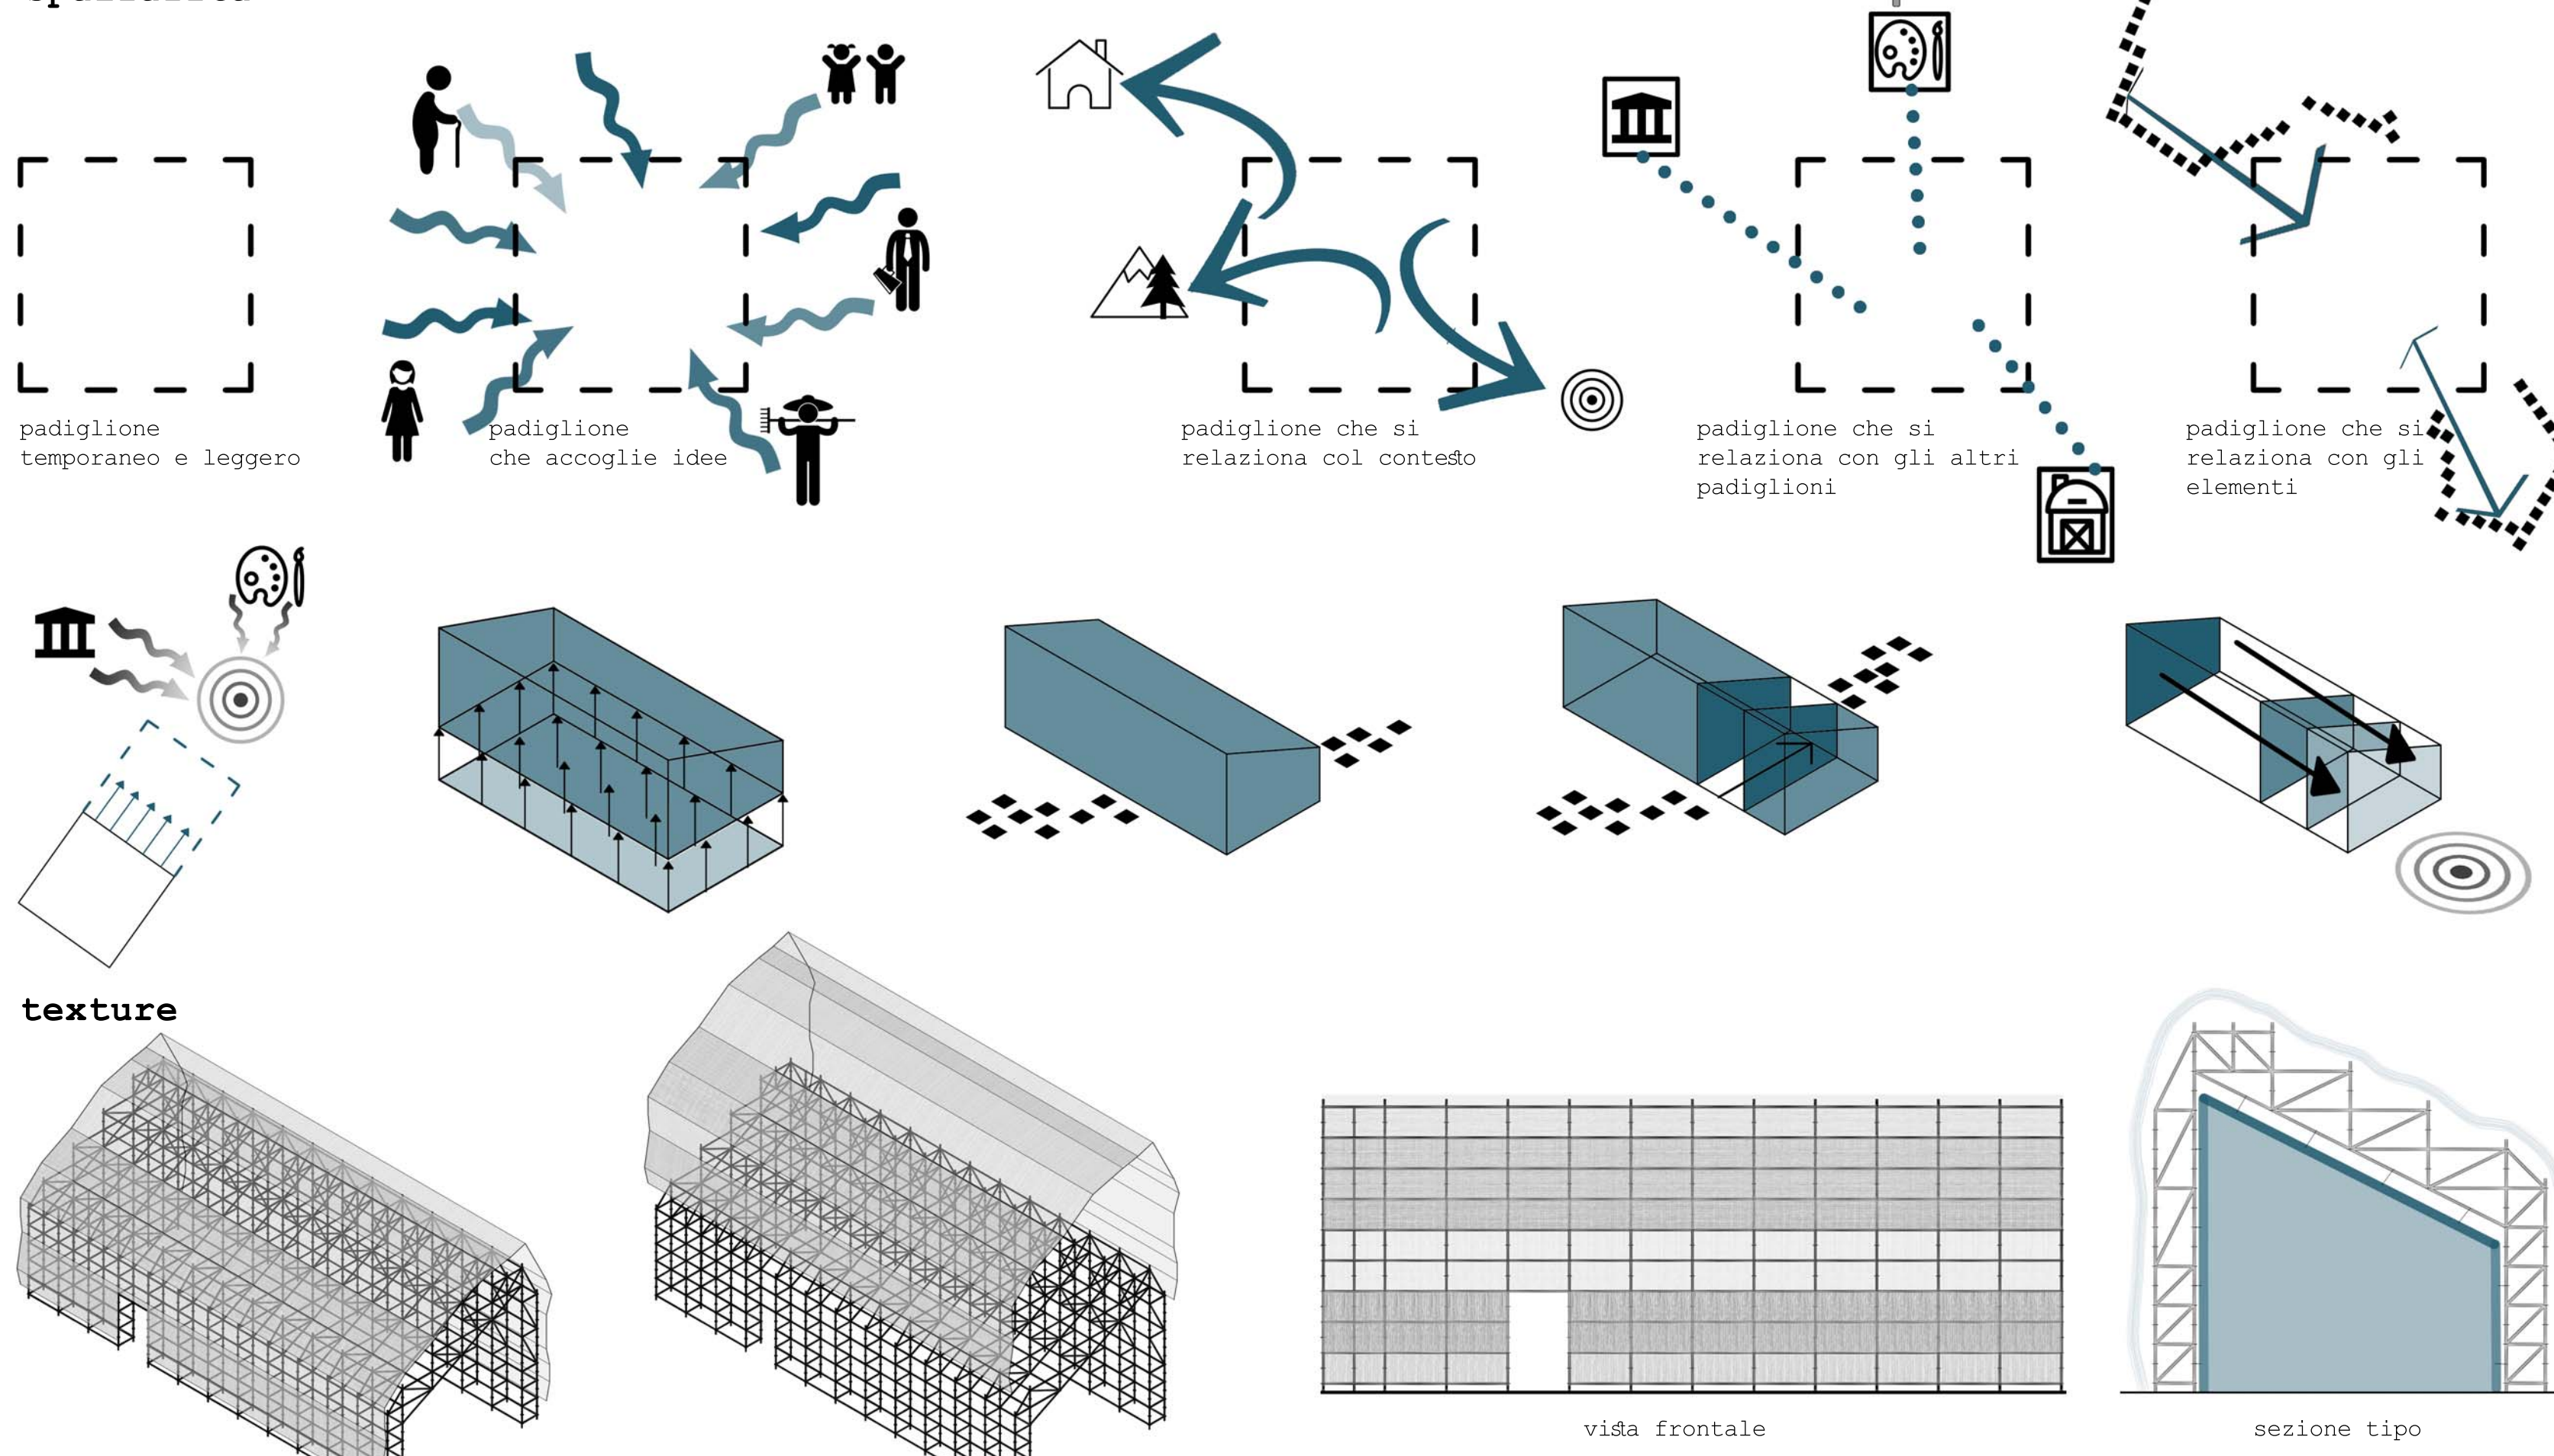 padiglione
temporaneo e leggero
padiglione
che accoglie idee
padiglione che si
relaziona col contesto
padiglione che si
relaziona con gli altri
padiglioni
padiglione che si
relaziona con gli
elementi
texture
vista frontale
sezione tipo